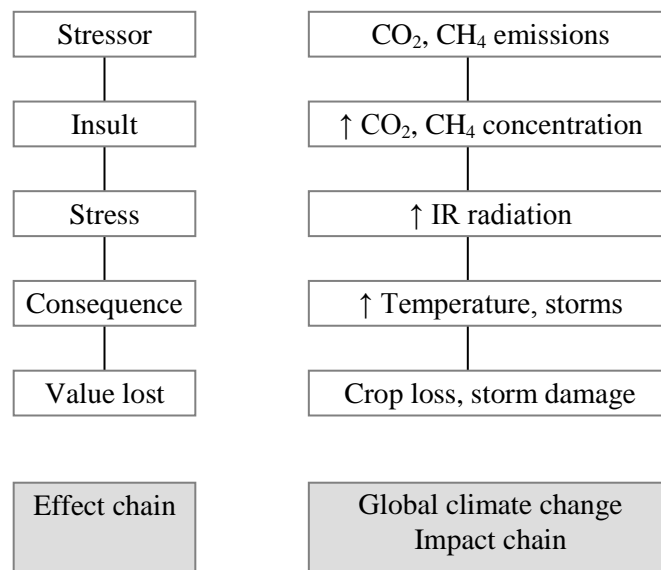 Stressor
CO₂, CH₄ emissions
Insult
↑ CO₂, CH₄ concentration
Stress
↑ IR radiation
Consequence
↑ Temperature, storms
Value lost
Crop loss, storm damage
Effect chain
Global climate change
Impact chain